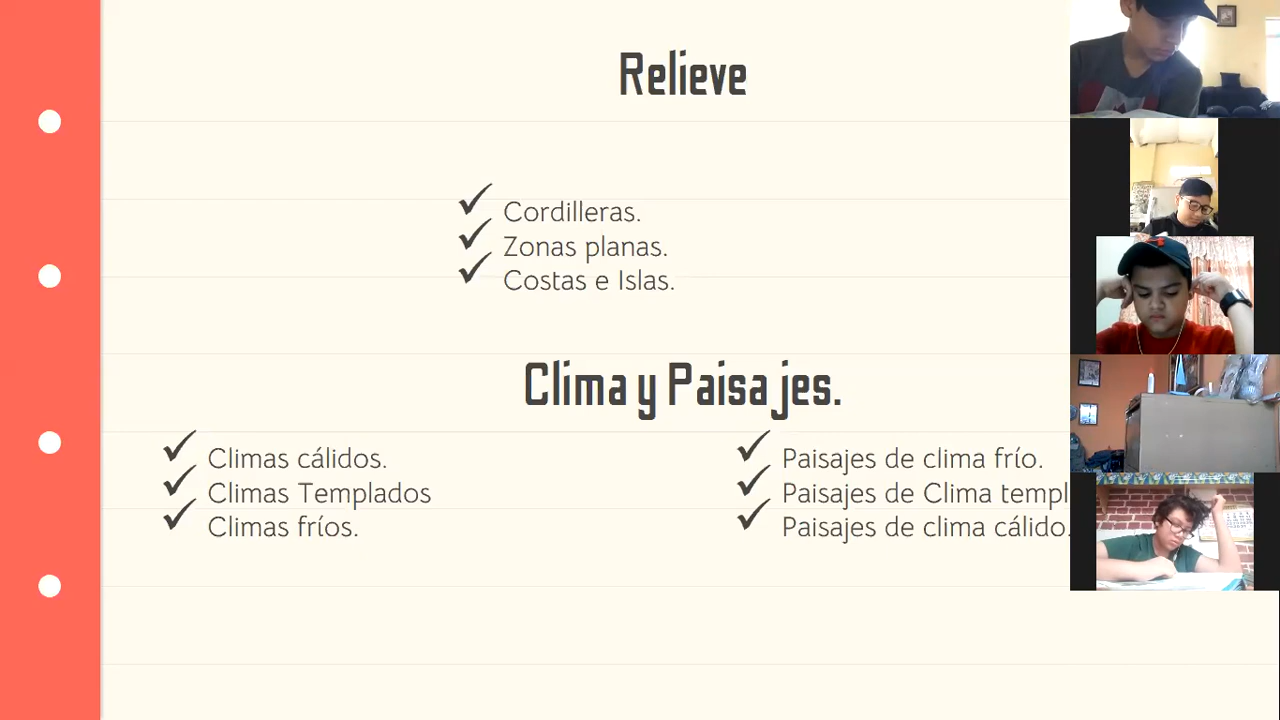 Relieve
Cordilleras.
Zonas planas.
Costas e Islas.
Clima y Paisajes.
Climas cálidos.
Climas Templados
Climas fríos.
Paisajes de clima frío.
Paisajes de Clima templ
Paisajes de clima cálido.